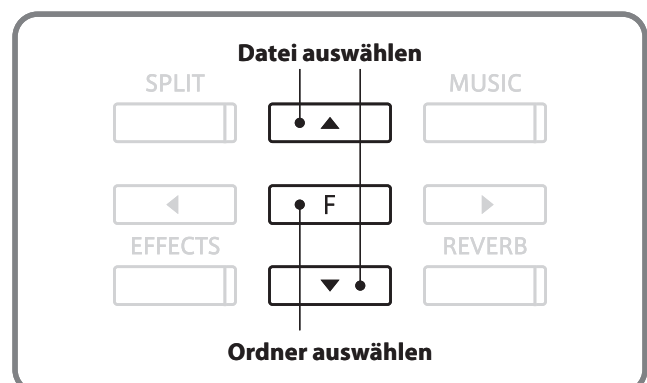 Datei auswählen
SPLIT
MUSIC
▲
◀
F
▶
EFFECTS
REVERB
▼
Ordner auswählen